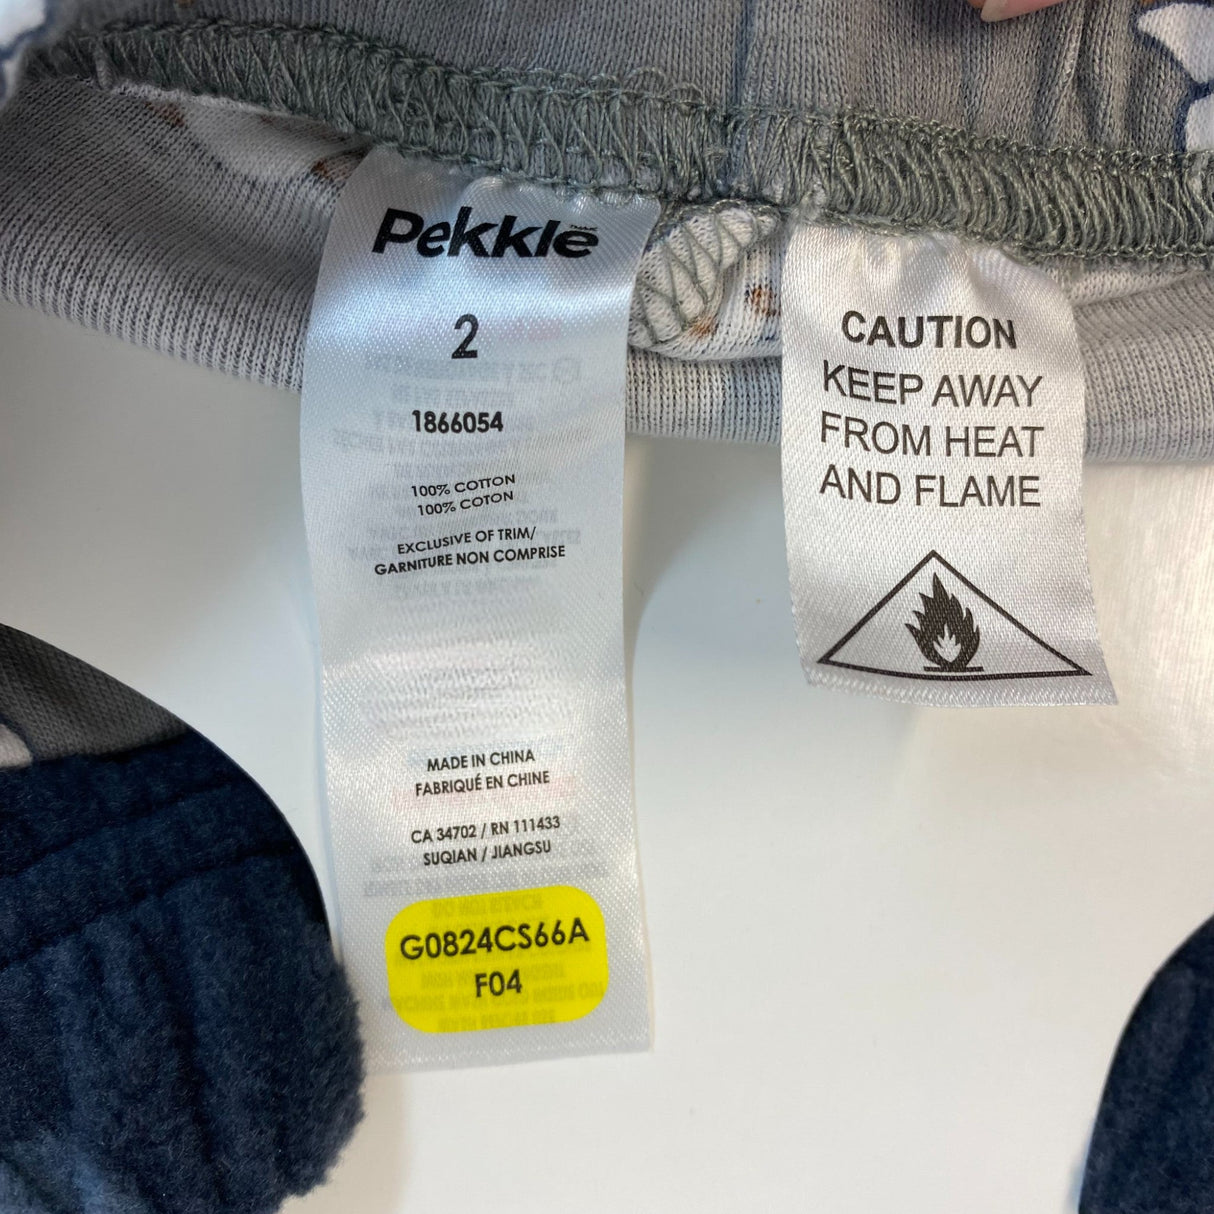 Pekkle
2
1866054
100% COTTON
100% COTON
EXCLUSIVE OF TRIM/
GARNITURE NON COMPRISE
MADE IN CHINA
FABRIQUÉ EN CHINE
CA 34702 / RN 111433
SUQIAN / JIANGSU
G0824CS66A
F04
CAUTION
KEEP AWAY
FROM HEAT
AND FLAME